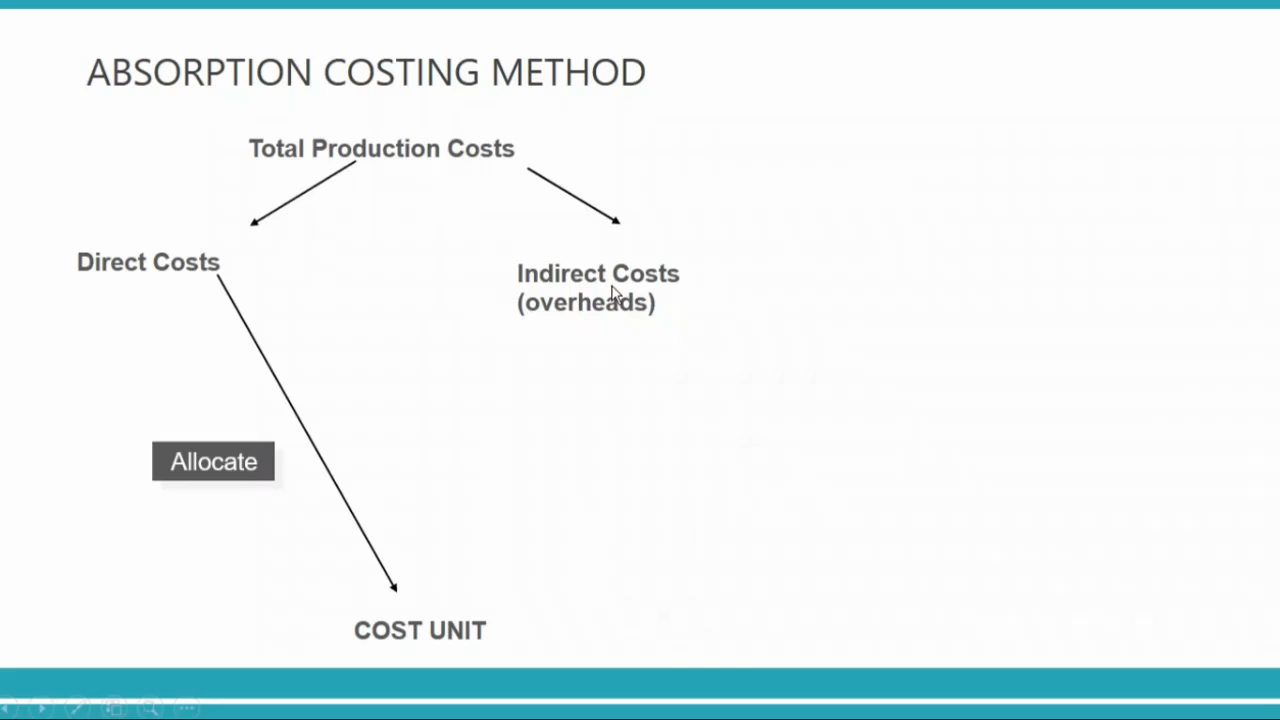 ABSORPTION COSTING METHOD
Total Production Costs
Direct Costs
Indirect Costs
(overheads)
Allocate
COST UNIT